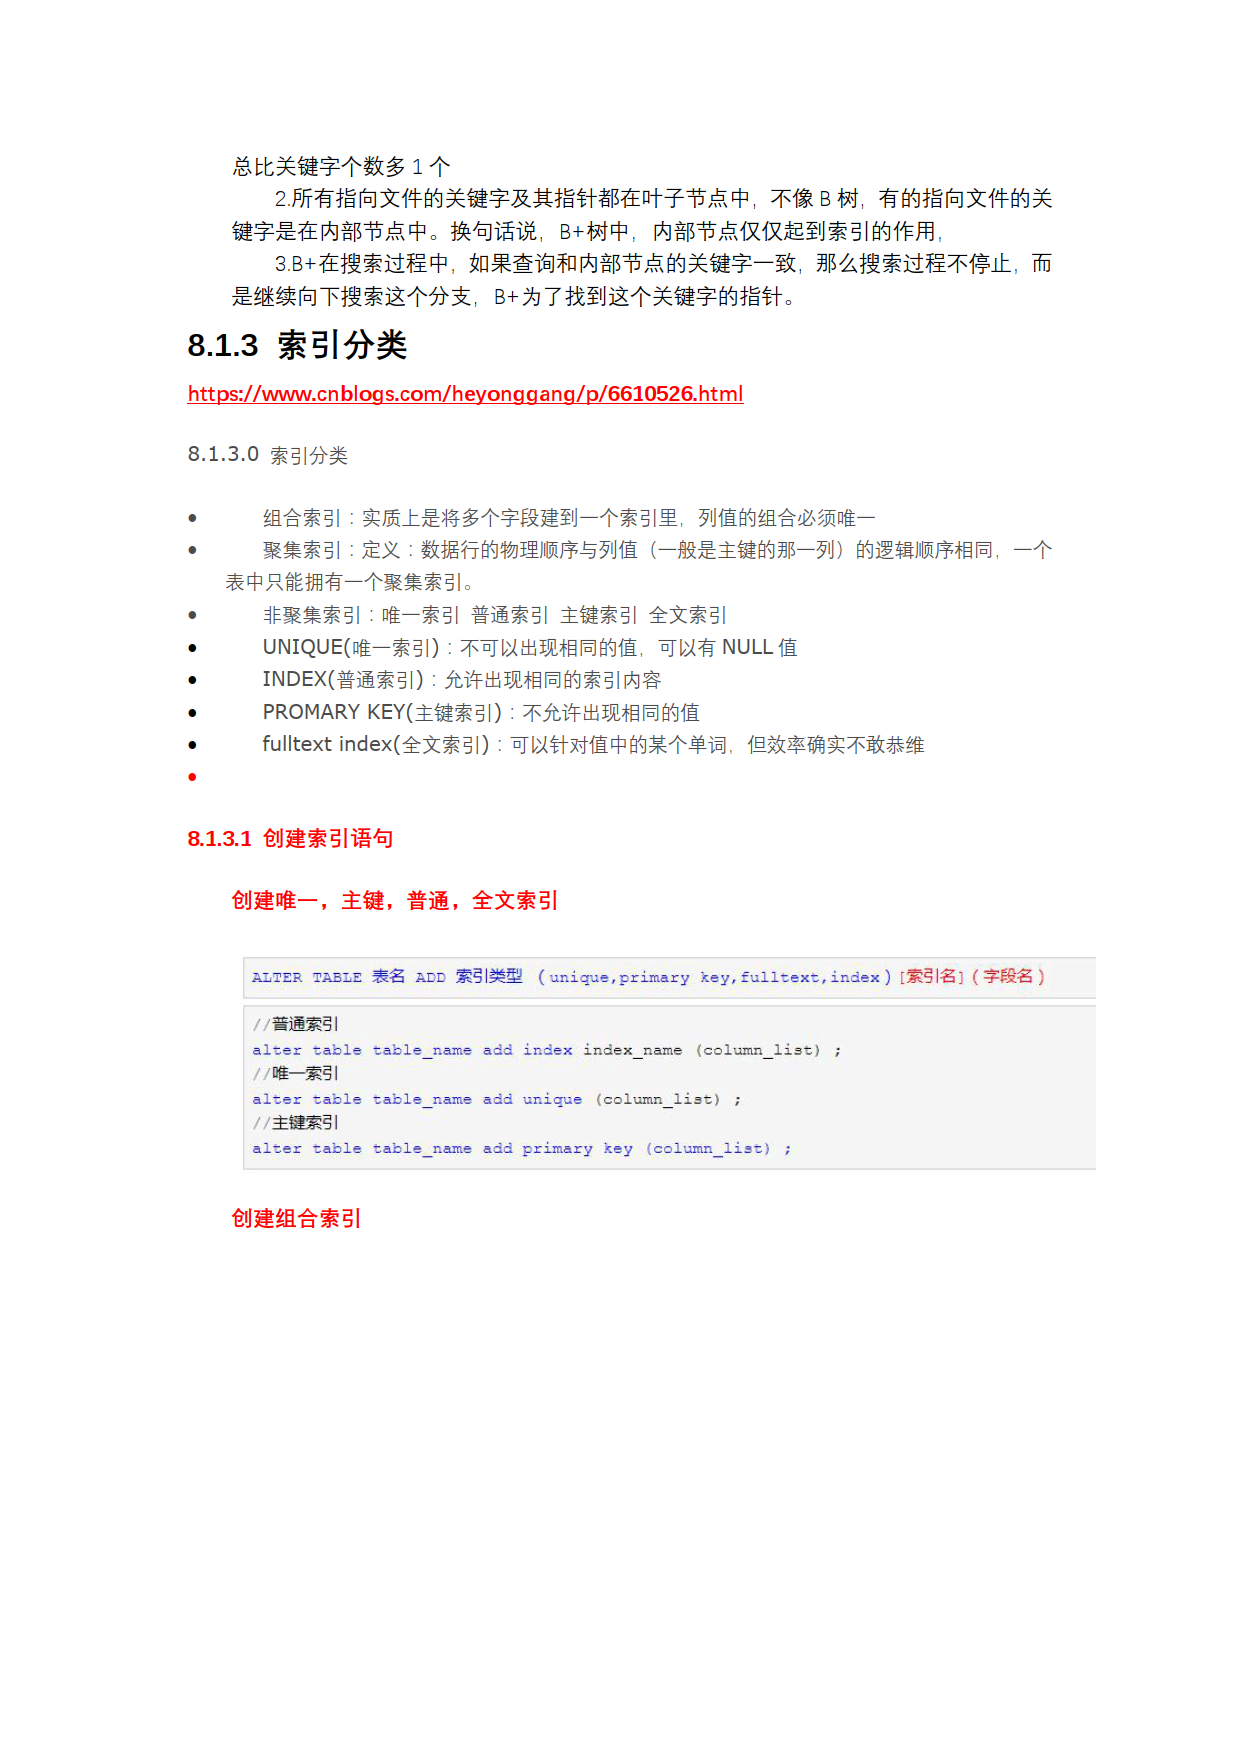 总比关键字个数多 1 个
2.所有指向文件的关键字及其指针都在叶子节点中，不像 B 树，有的指向文件的关
键字是在内部节点中。换句话说，B+树中，内部节点仅仅起到索引的作用，
3.B+在搜索过程中，如果查询和内部节点的关键字一致，那么搜索过程不停止，而
是继续向下搜索这个分支，B+为了找到这个关键字的指针。
8.1.3 索引分类
https://www.cnblogs.com/heyonggang/p/6610526.html
8.1.3.0 索引分类
• 组合索引：实质上是将多个字段建到一个索引里，列值的组合必须唯一
• 聚集索引：定义：数据行的物理顺序与列值（一般是主键的那一列）的逻辑顺序相同，一个
表中只能拥有一个聚集索引。
• 非聚集索引：唯一索引 普通索引 主键索引 全文索引
• UNIQUE(唯一索引)：不可以出现相同的值，可以有 NULL 值
• INDEX(普通索引)：允许出现相同的索引内容
• PROMARY KEY(主键索引)：不允许出现相同的值
• fulltext index(全文索引)：可以针对值中的某个单词，但效率确实不敢恭维
•
8.1.3.1 创建索引语句
创建唯一，主键，普通，全文索引
ALTER TABLE 表名 ADD 索引类型 （unique,primary key,fulltext,index）[索引名]（字段名）
//普通索引
alter table table_name add index index_name (column_list) ;
//唯一索引
alter table table_name add unique (column_list) ;
//主键索引
alter table table_name add primary key (column_list) ;
创建组合索引